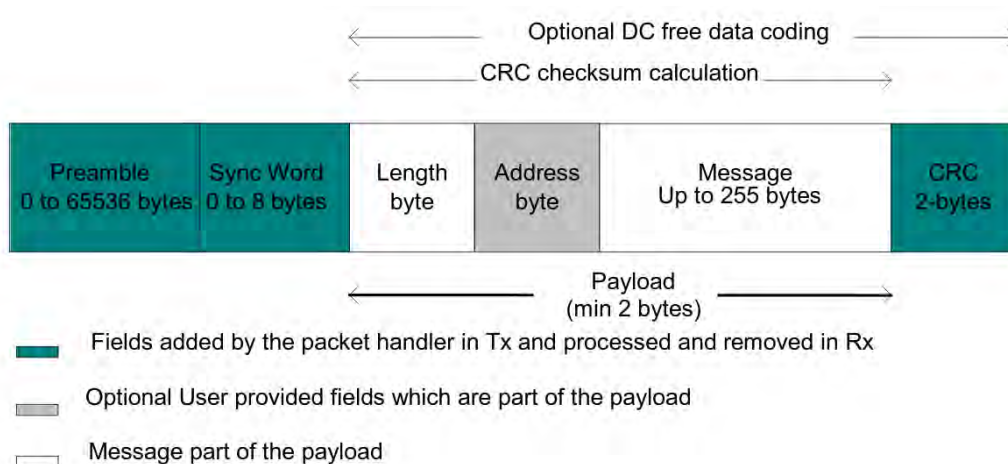 Optional DC free data coding
CRC checksum calculation
Preamble
0 to 65536 bytes
Sync Word
0 to 8 bytes
Length
byte
Address
byte
Message
Up to 255 bytes
CRC
2-bytes
Payload
(min 2 bytes)
Fields added by the packet handler in Tx and processed and removed in Rx
Optional User provided fields which are part of the payload
Message part of the payload